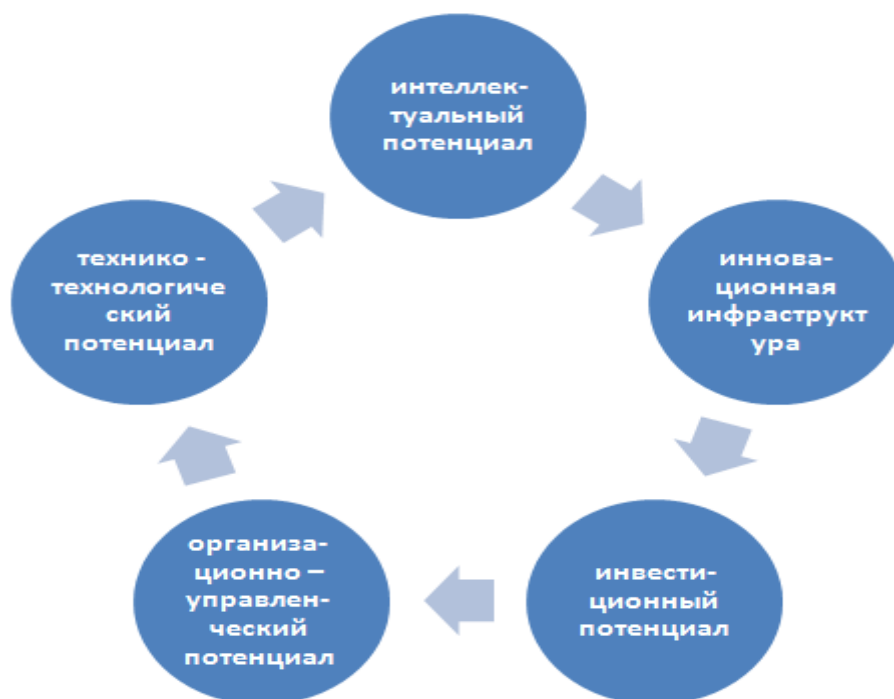 интеллек-
туальный
потенциал
иннова-
ционная
инфраструкт
ура
инвести-
ционный
потенциал
организа-
ционно –
управлен-
ческий
потенциал
технико -
технологиче
ский
потенциал